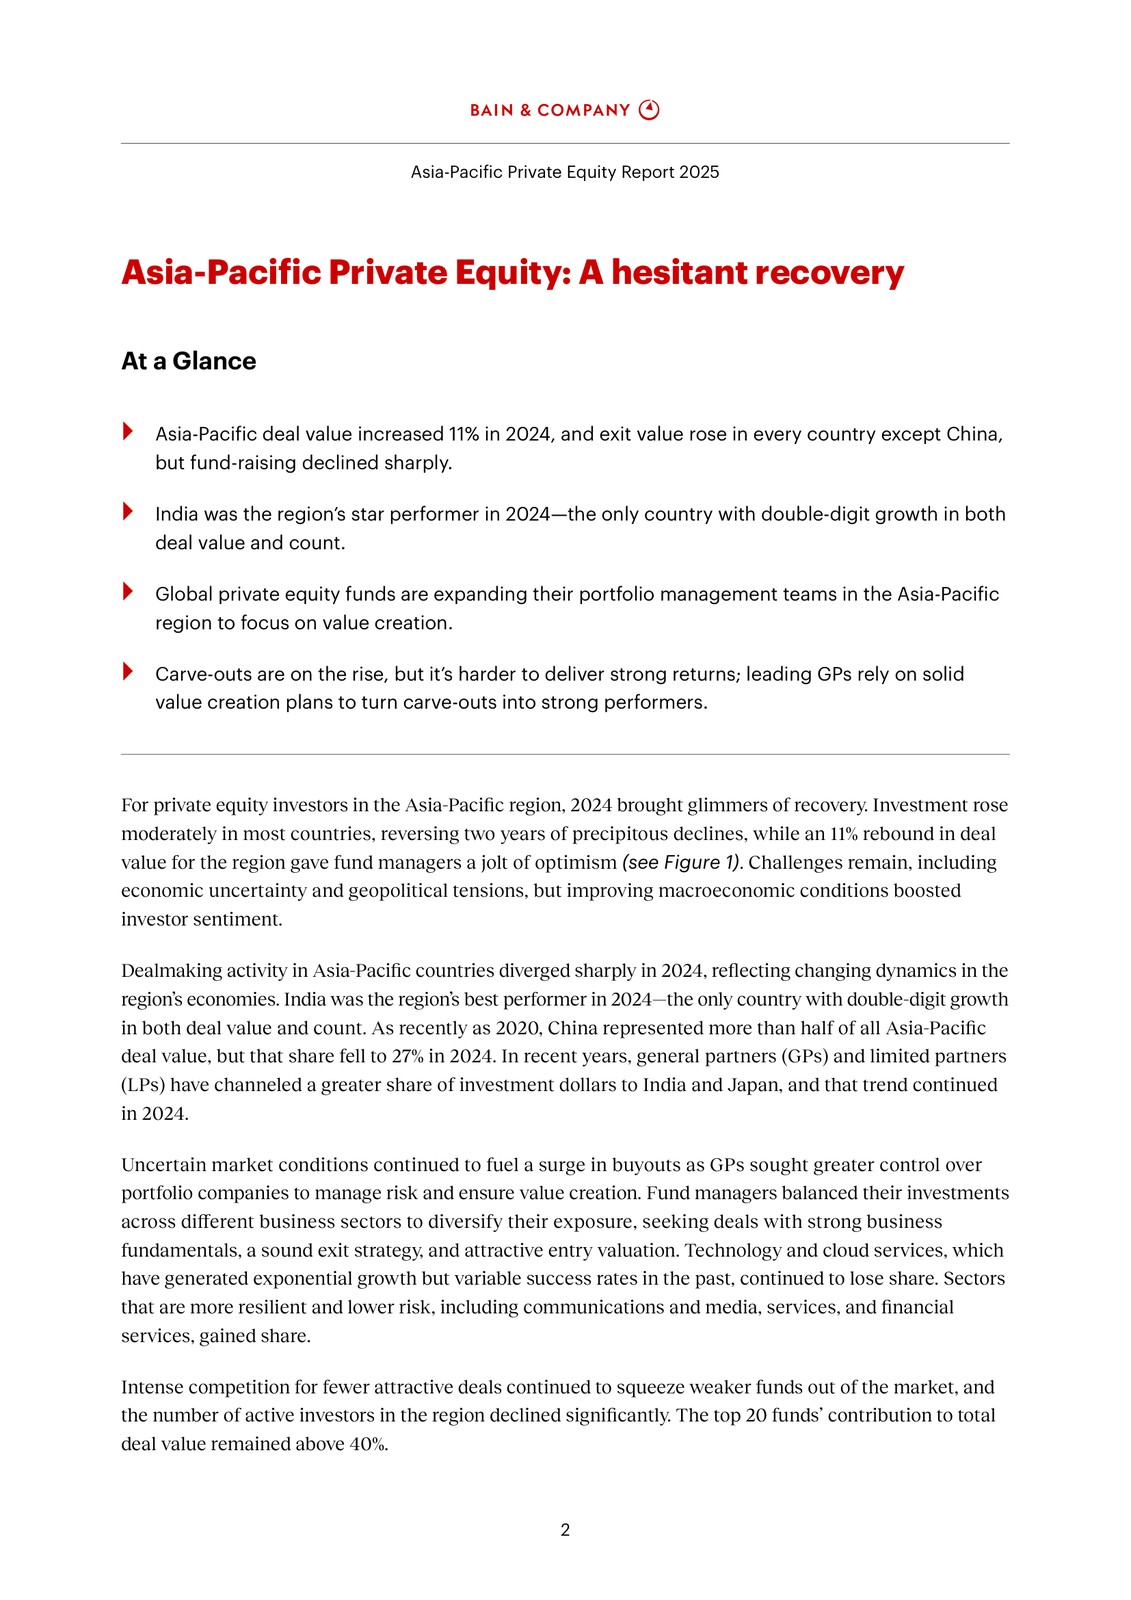 BAIN & COMPANY
Asia-Pacific Private Equity Report 2025
Asia-Pacific Private Equity: A hesitant recovery
At a Glance
Asia-Pacific deal value increased 11% in 2024, and exit value rose in every country except China,
but fund-raising declined sharply.
India was the region’s star performer in 2024—the only country with double-digit growth in both
deal value and count.
Global private equity funds are expanding their portfolio management teams in the Asia-Pacific
region to focus on value creation.
Carve-outs are on the rise, but it’s harder to deliver strong returns; leading GPs rely on solid
value creation plans to turn carve-outs into strong performers.
For private equity investors in the Asia-Pacific region, 2024 brought glimmers of recovery. Investment rose
moderately in most countries, reversing two years of precipitous declines, while an 11% rebound in deal
value for the region gave fund managers a jolt of optimism (see Figure 1). Challenges remain, including
economic uncertainty and geopolitical tensions, but improving macroeconomic conditions boosted
investor sentiment.
Dealmaking activity in Asia-Pacific countries diverged sharply in 2024, reflecting changing dynamics in the
region’s economies. India was the region’s best performer in 2024—the only country with double-digit growth
in both deal value and count. As recently as 2020, China represented more than half of all Asia-Pacific
deal value, but that share fell to 27% in 2024. In recent years, general partners (GPs) and limited partners
(LPs) have channeled a greater share of investment dollars to India and Japan, and that trend continued
in 2024.
Uncertain market conditions continued to fuel a surge in buyouts as GPs sought greater control over
portfolio companies to manage risk and ensure value creation. Fund managers balanced their investments
across different business sectors to diversify their exposure, seeking deals with strong business
fundamentals, a sound exit strategy, and attractive entry valuation. Technology and cloud services, which
have generated exponential growth but variable success rates in the past, continued to lose share. Sectors
that are more resilient and lower risk, including communications and media, services, and financial
services, gained share.
Intense competition for fewer attractive deals continued to squeeze weaker funds out of the market, and
the number of active investors in the region declined significantly. The top 20 funds’ contribution to total
deal value remained above 40%.
2